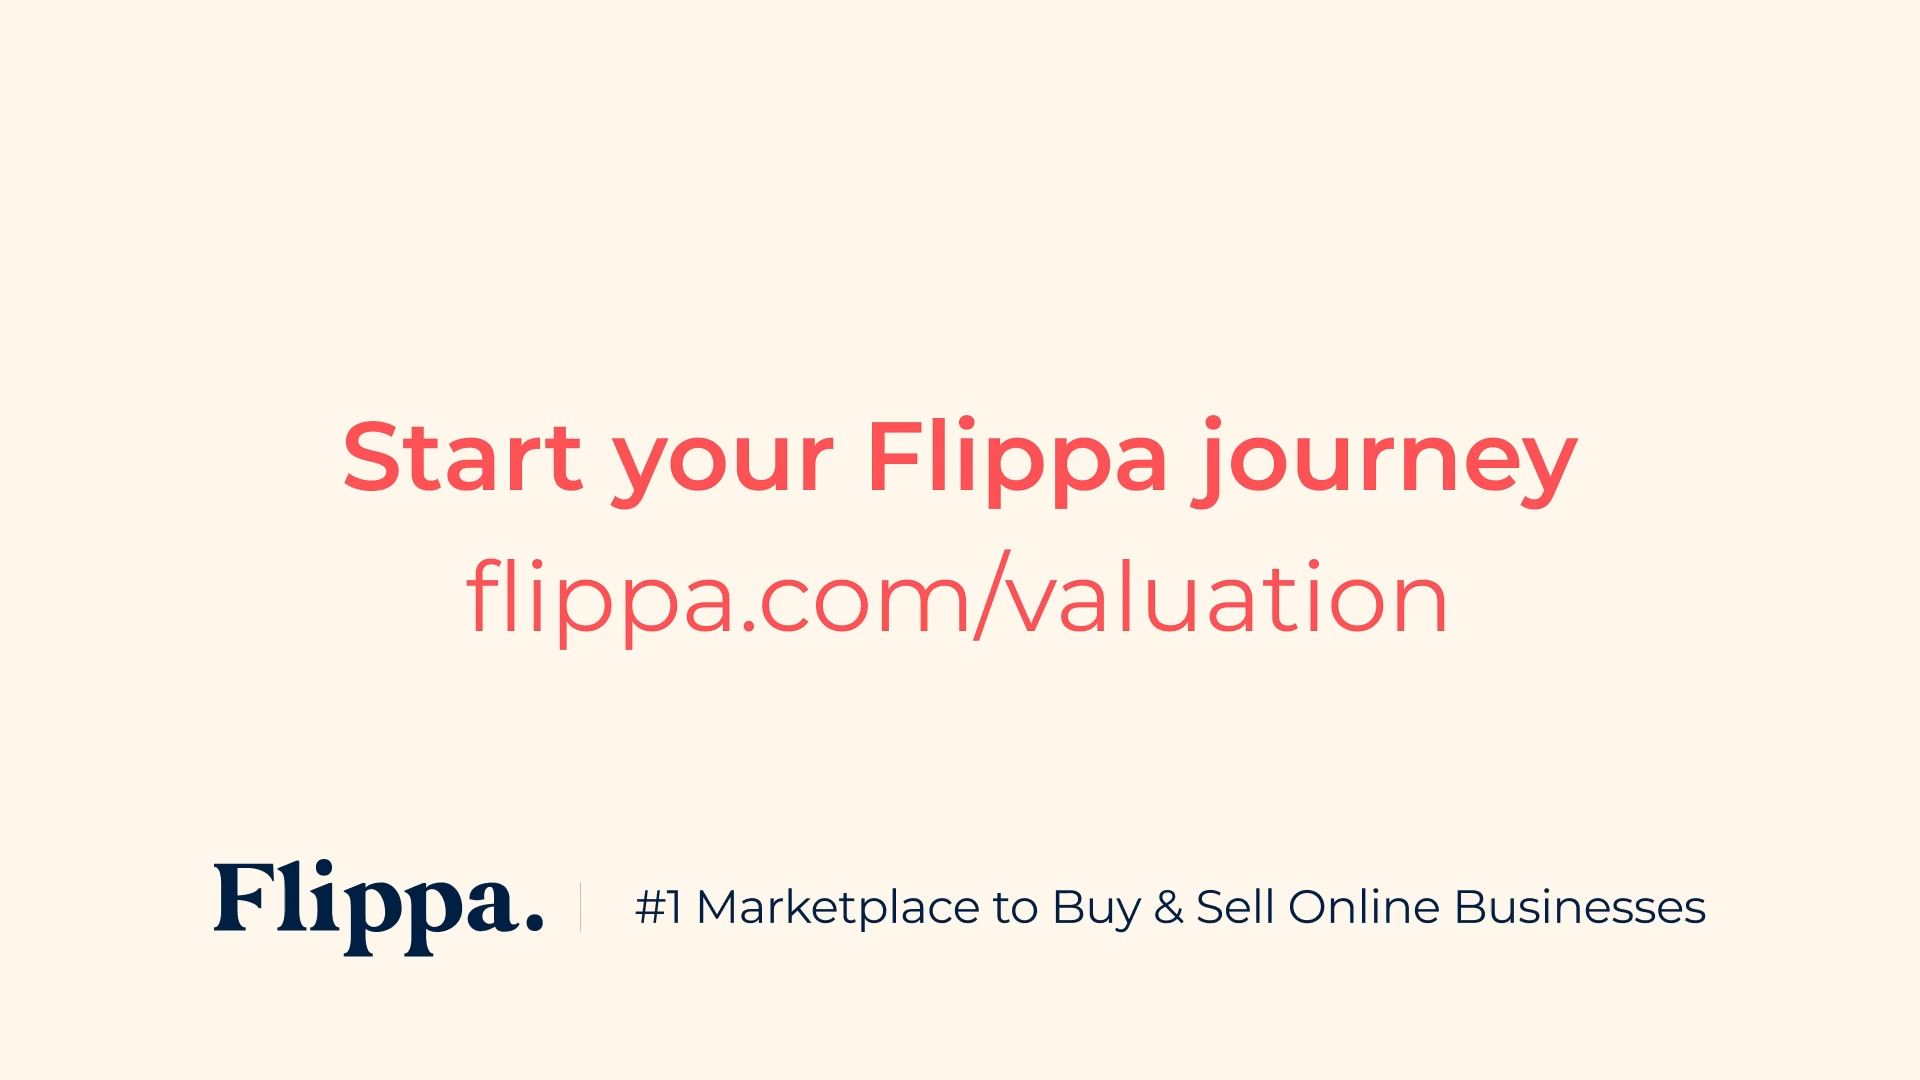 Start your Flippa journey
flippa.com/valuation
Flippa. #1 Marketplace to Buy & Sell Online Businesses